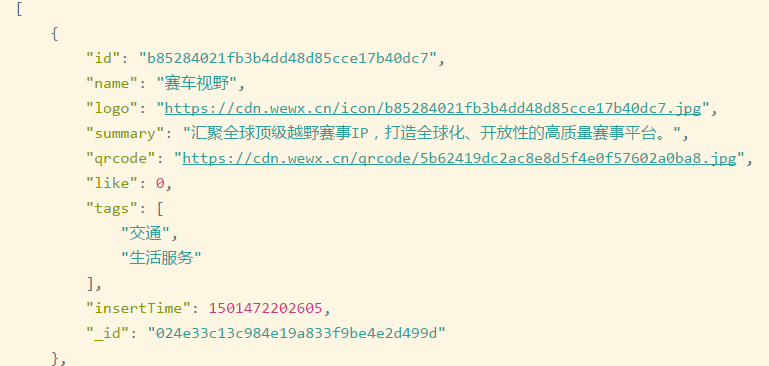 [
{
"id": "b85284021fb3b4dd48d85cce17b40dc7",
"name": "赛车视野",
"logo": "https://cdn.wewx.cn/icon/b85284021fb3b4dd48d85cce17b40dc7.jpg",
"summary": "汇聚全球顶级越野赛事IP，打造全球化、开放性的高质量赛事平台。",
"qrcode": "https://cdn.wewx.cn/qrcode/5b62419dc2ac8e8d5f4e0f57602a0ba8.jpg",
"like": 0,
"tags": [
"交通",
"生活服务"
],
"insertTime": 1501472202605,
"_id": "024e33c13c984e19a833f9be4e2d499d"
},